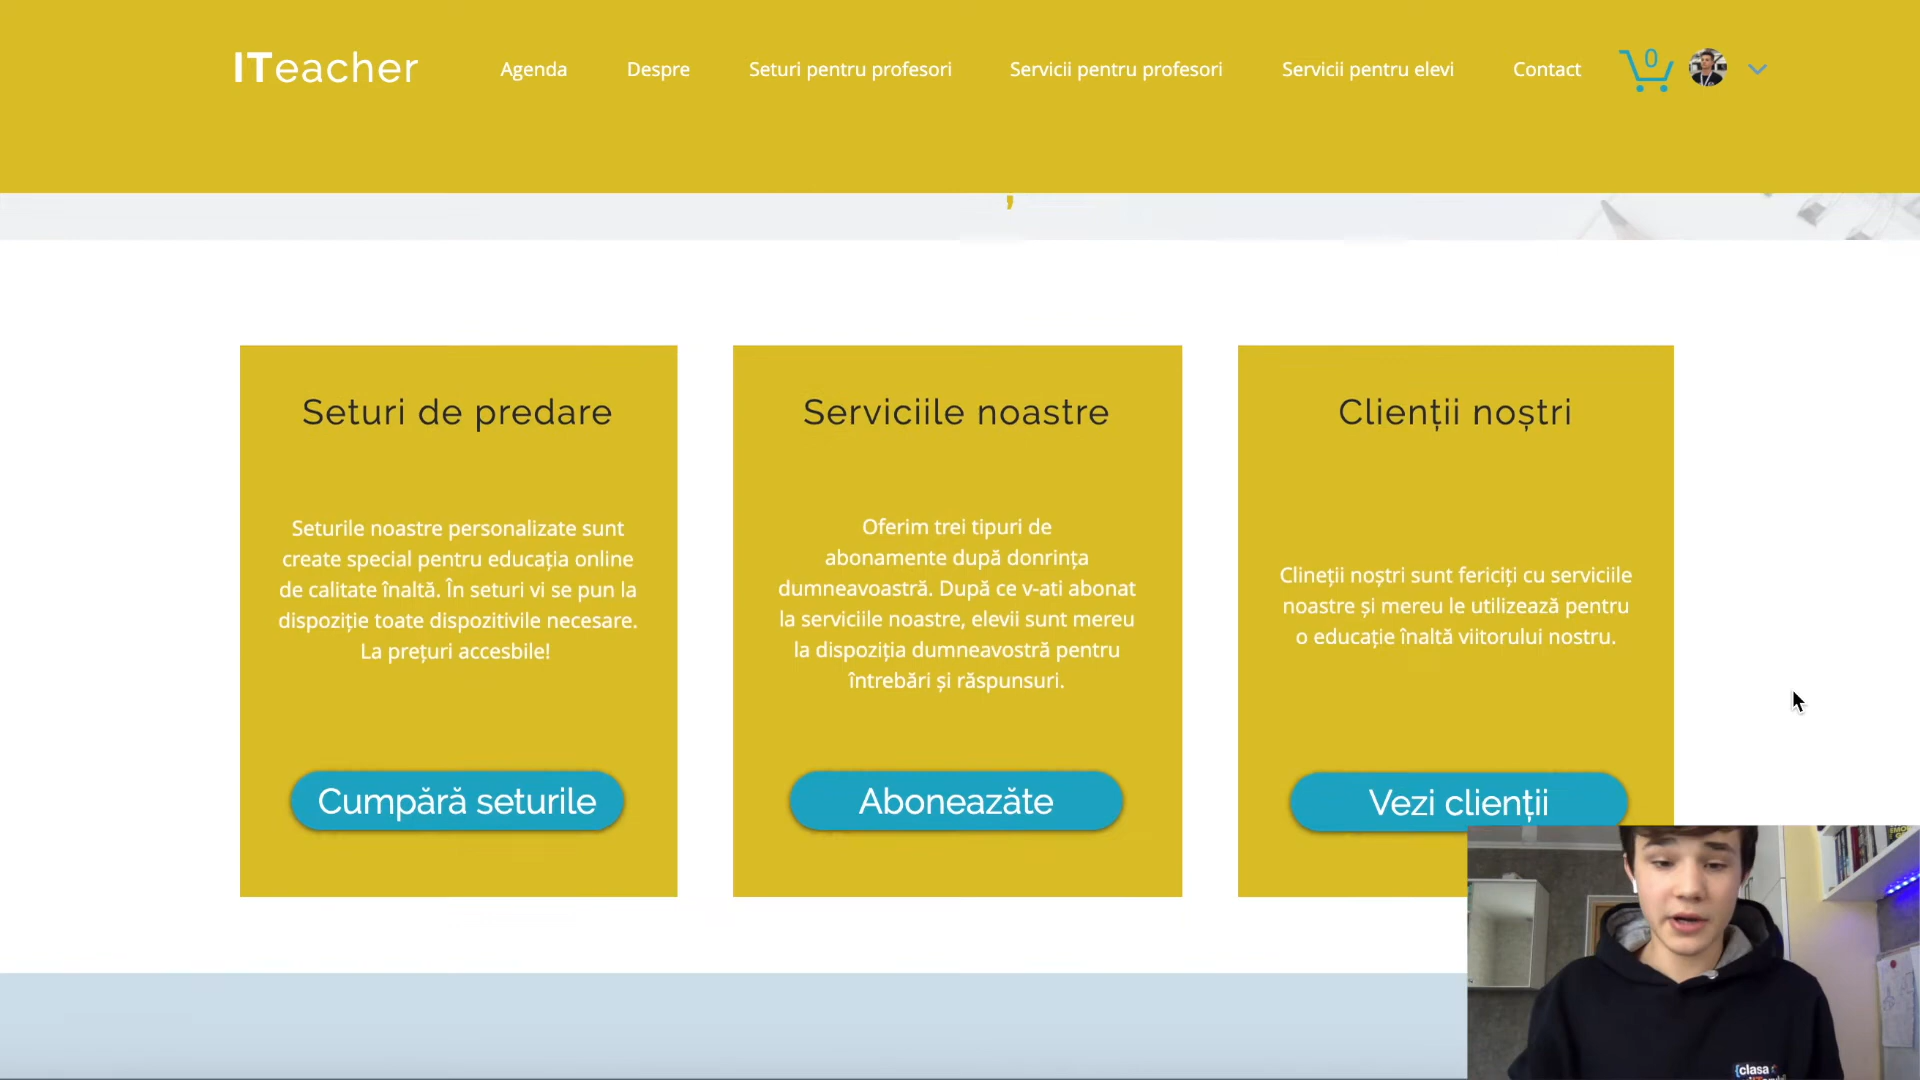 ITeacher
Agenda
Despre
Seturi pentru profesori
Servicii pentru profesori
Servicii pentru elevi
Contact
0
Seturi de predare
Seturile noastre personalizate sunt
create special pentru educația online
de calitate înaltă. În seturi vi se pun la
dispoziție toate dispozitivile necesare.
La prețuri accesbile!
Cumpără seturile
Serviciile noastre
Oferim trei tipuri de
abonamente după donrința
dumneavoastră. După ce v-ati abonat
la serviciile noastre, elevii sunt mereu
la dispoziția dumneavostră pentru
întrebări și răspunsuri.
Aboneazăte
Clienții noștri
Clineții noștri sunt fericiți cu serviciile
noastre și mereu le utilizează pentru
o educație înaltă viitorului nostru.
Vezi clienții
{clasa